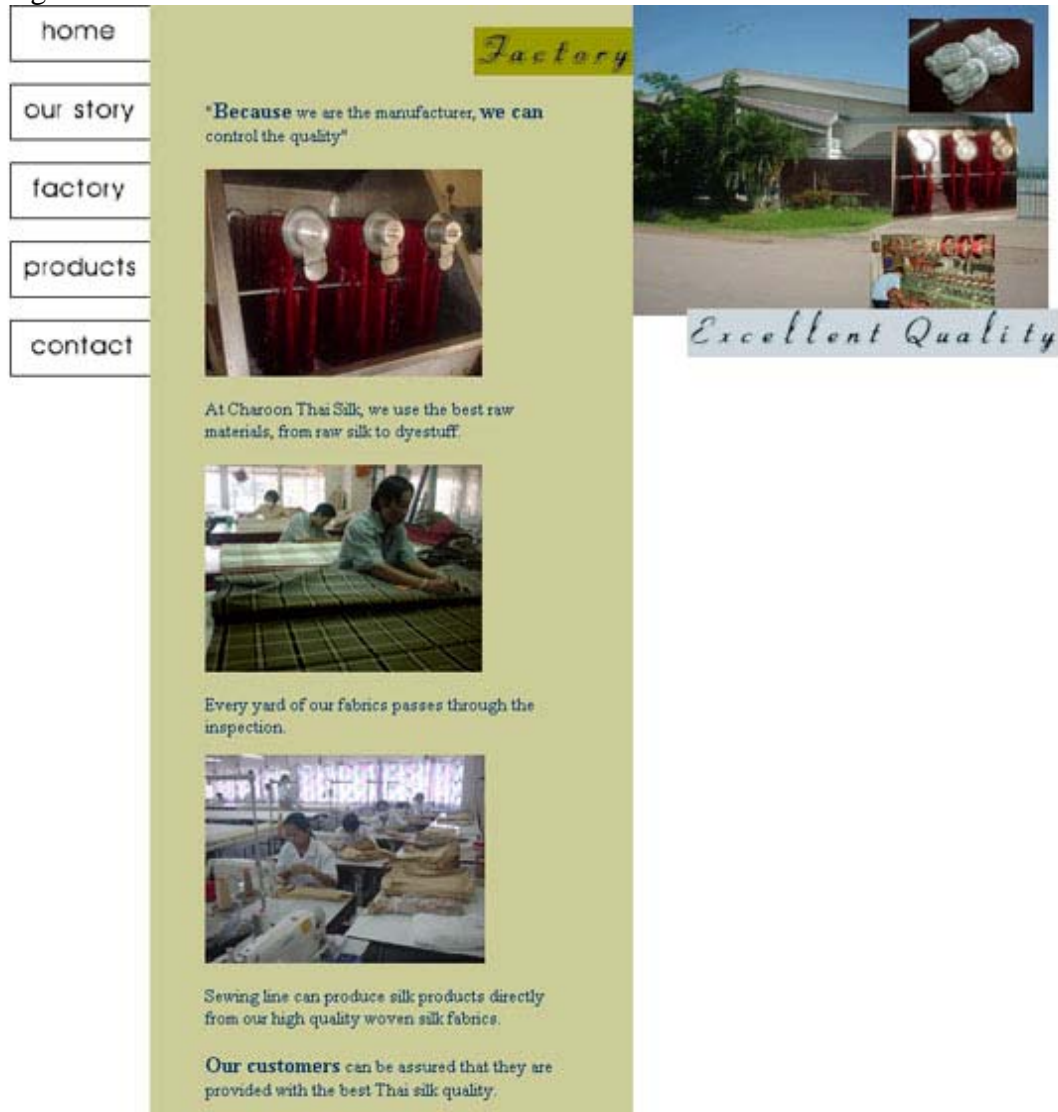 home
our story
factory
products
contact
Factory
"Because we are the manufacturer, we can
control the quality"
At Charoon Thai Silk, we use the best raw
materials, from raw silk to dyestuff.
Every yard of our fabrics passes through the
inspection.
Sewing line can produce silk products directly
from our high quality woven silk fabrics.
Our customers can be assured that they are
provided with the best Thai silk quality.
Excellent Quality